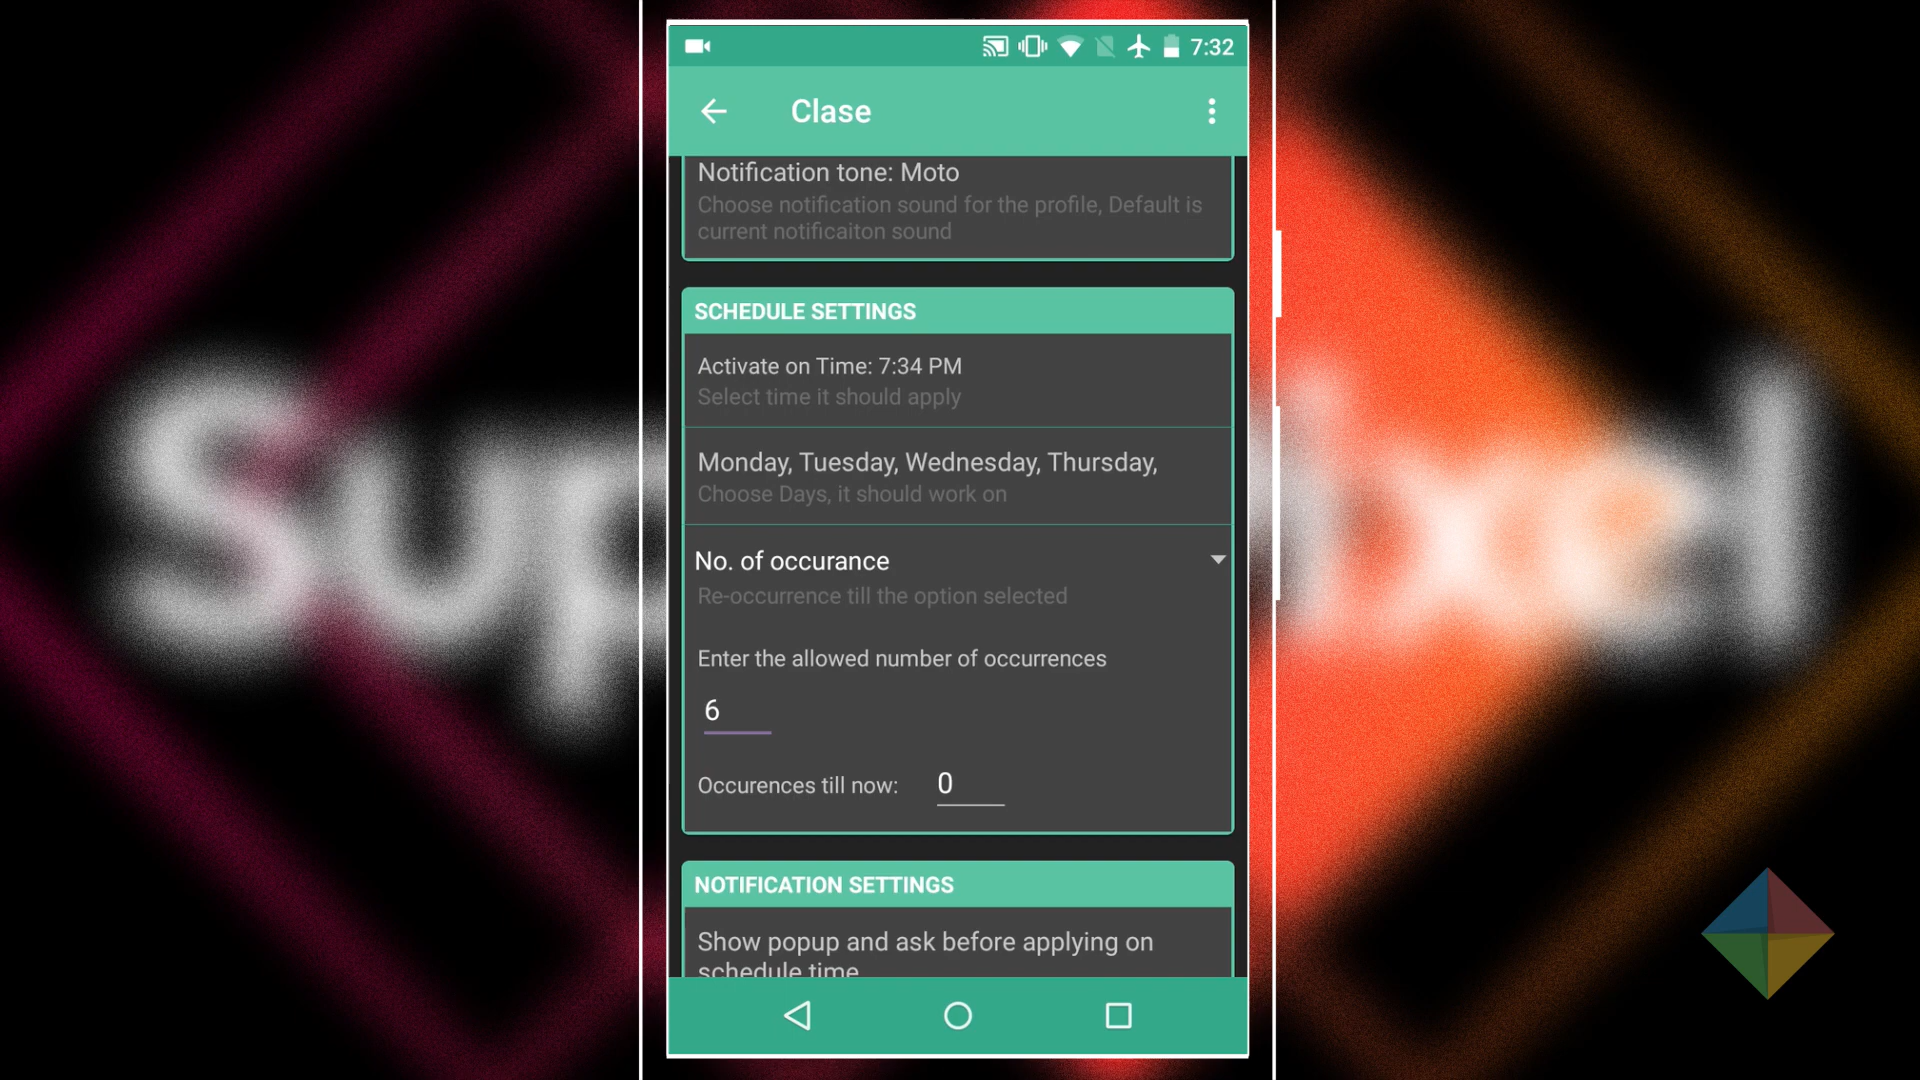 7:32
Clase
Notification tone: Moto
Choose notification sound for the profile, Default is
current notificaiton sound
SCHEDULE SETTINGS
Activate on Time: 7:34 PM
Select time it should apply
Monday, Tuesday, Wednesday, Thursday,
Choose Days, it should work on
No. of occurance
Re-occurrence till the option selected
Enter the allowed number of occurrences
6
Occurences till now: 0
NOTIFICATION SETTINGS
Show popup and ask before applying on
schedule time